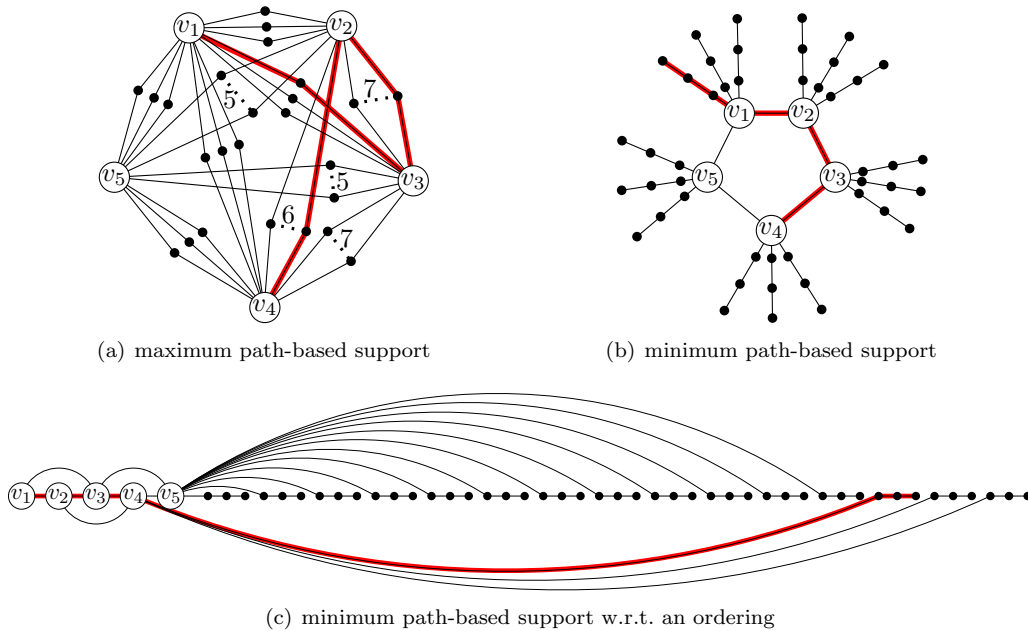 v1
v2
7
5
v5
5
v3
6
7
v4
(a) maximum path-based support
v1
v2
v5
v3
v4
(b) minimum path-based support
v1 v2 v3 v4 v5
(c) minimum path-based support w.r.t. an ordering